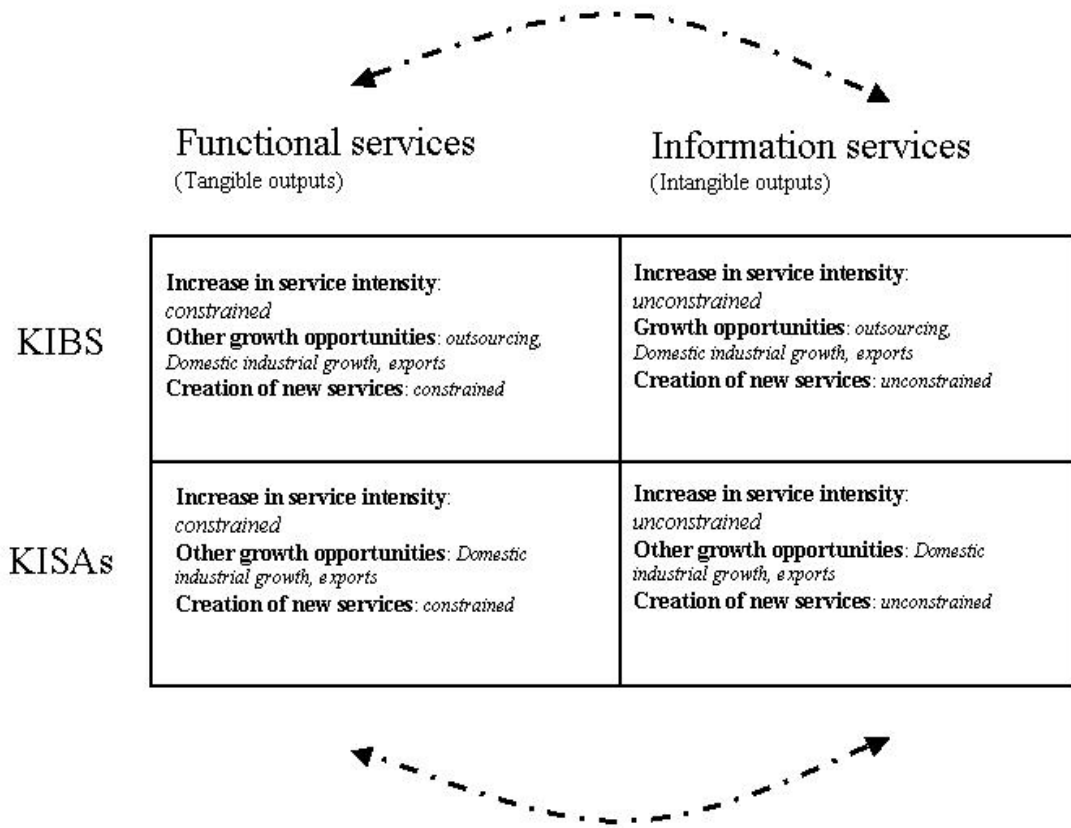 Functional services
(Tangible outputs)
Information services
(Intangible outputs)
KIBS
Increase in service intensity:
constrained
Other growth opportunities: outsourcing,
Domestic industrial growth, exports
Creation of new services: constrained
Increase in service intensity:
unconstrained
Growth opportunities: outsourcing,
Domestic industrial growth, exports
Creation of new services: unconstrained
KISAs
Increase in service intensity:
constrained
Other growth opportunities: Domestic
industrial growth, exports
Creation of new services: constrained
Increase in service intensity:
unconstrained
Other growth opportunities: Domestic
industrial growth, exports
Creation of new services: unconstrained